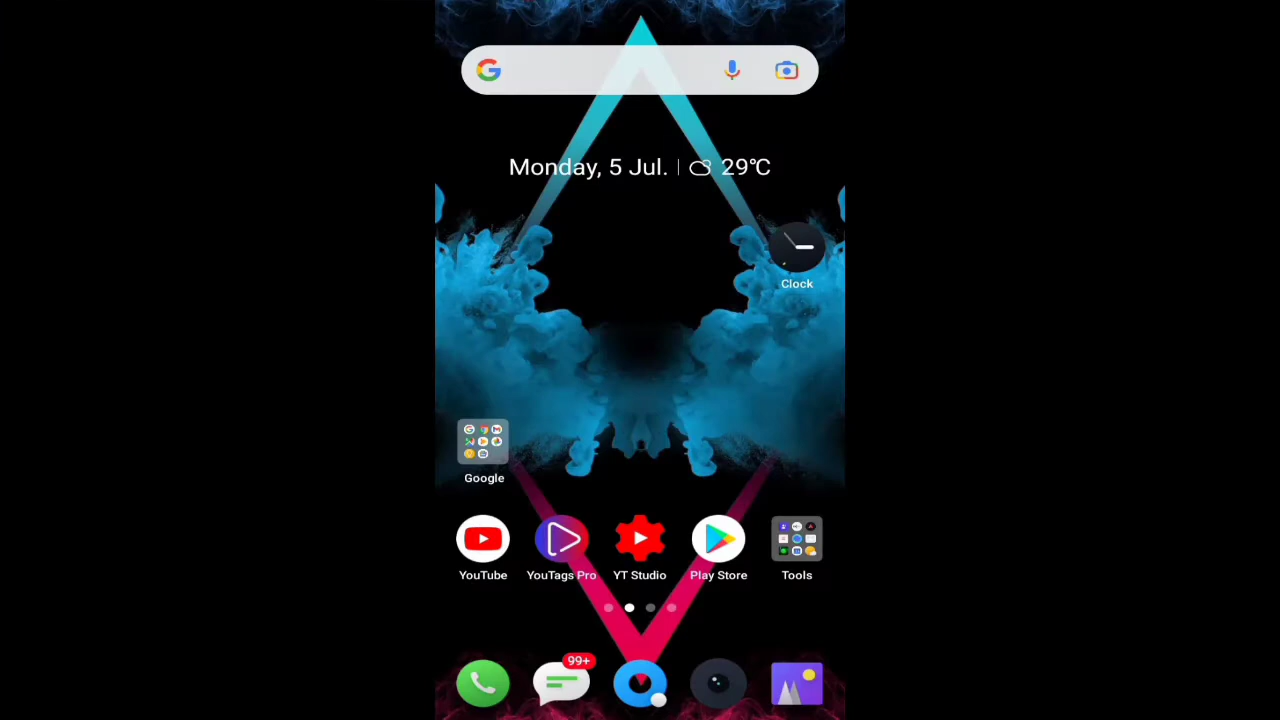 Monday, 5 Jul. | 29°C
Clock
Google
YouTube
YouTags Pro
YT Studio
Play Store
Tools
99+